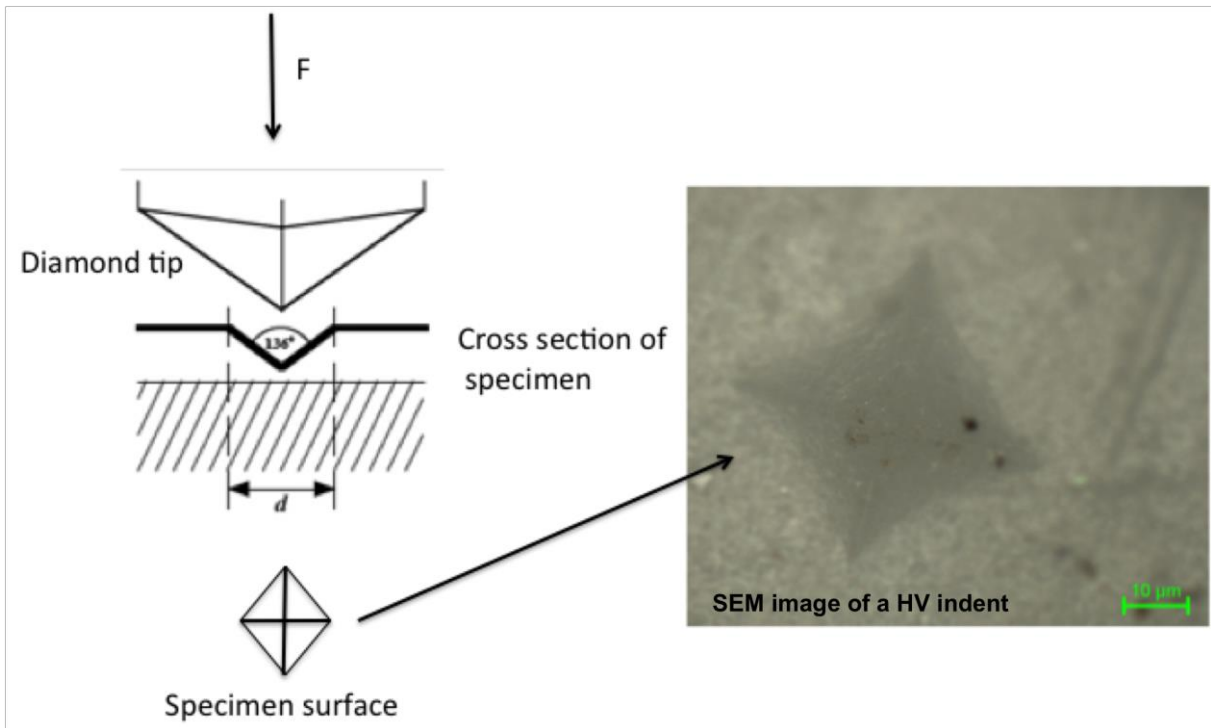 F
Diamond tip
136°
Cross section of
specimen
d
Specimen surface
SEM image of a HV indent
10 µm